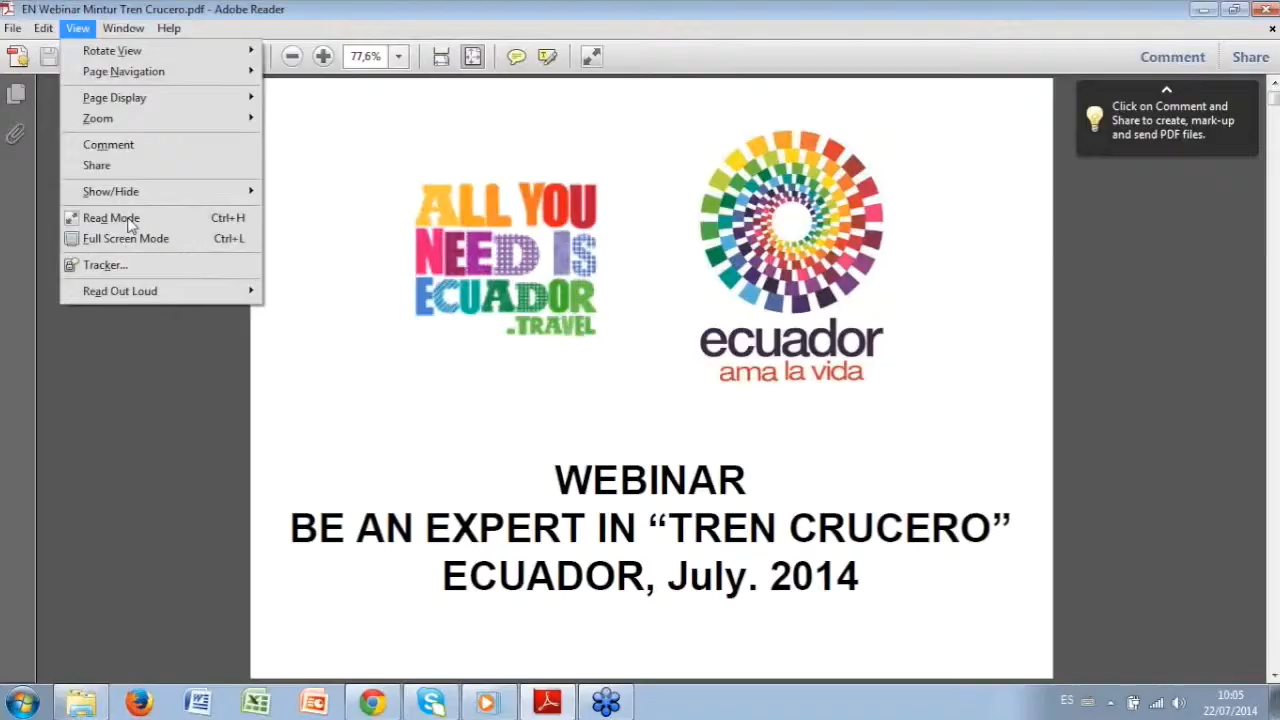 EN Webinar Mintur Tren Crucero.pdf - Adobe Reader
File Edit View Window Help
77,6%
Comment Share
Rotate View
Page Navigation
Page Display
Zoom
Comment
Share
Show/Hide
Read Mode Ctrl+H
Full Screen Mode Ctrl+L
Tracker...
Read Out Loud
Click on Comment and
Share to create, mark-up
and send PDF files.
ALL YOU
NEED IS
ECUADOR
.TRAVEL
ecuador
ama la vida
WEBINAR
BE AN EXPERT IN “TREN CRUCERO”
ECUADOR, July. 2014
ES
10:05
22/07/2014